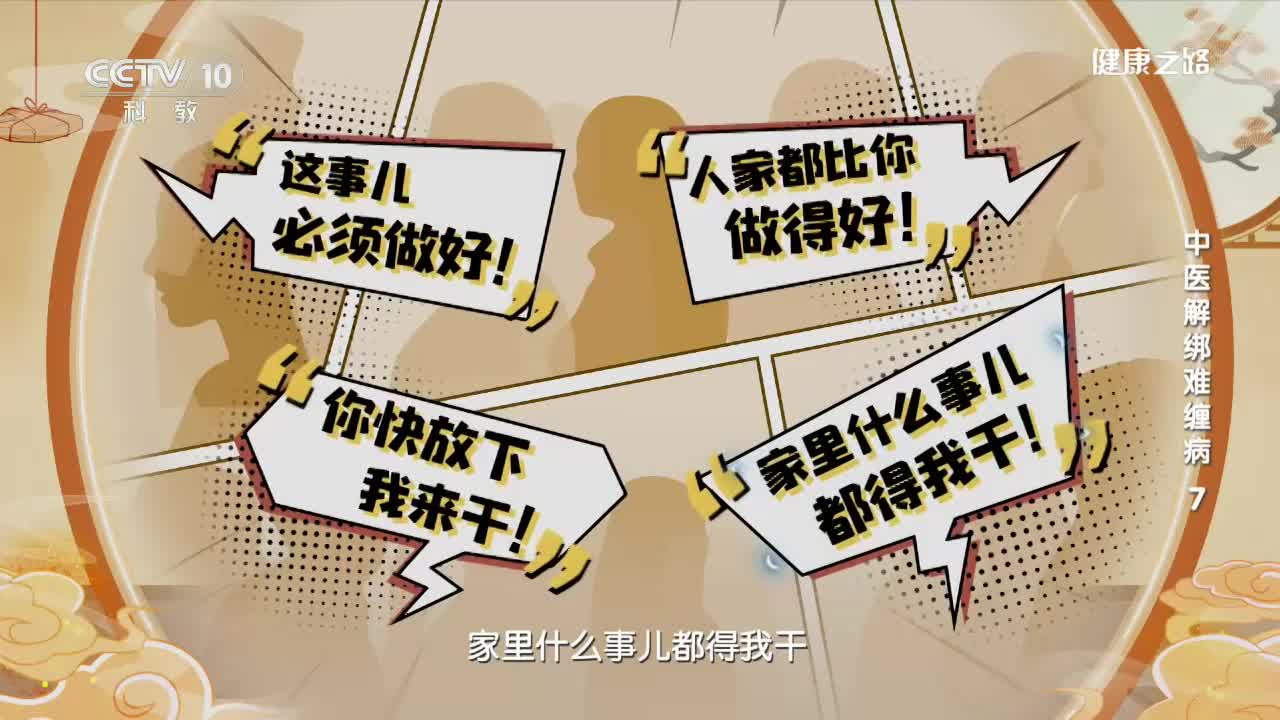 CCTV 10
科教
健康之路
“这事儿
必须做好！”
“人家都比你
做得好！”
“你快放下
我来干！”
“家里什么事儿
都得我干！”
中医解绑难缠病 7
家里什么事儿都得我干